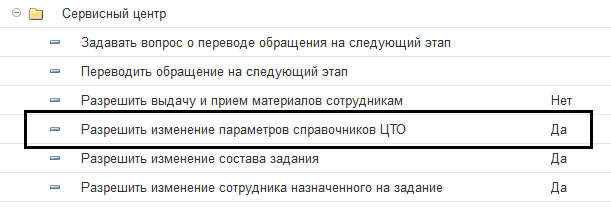 Сервисный центр
Задавать вопрос о переводе обращения на следующий этап
Переводить обращение на следующий этап
Разрешить выдачу и прием материалов сотрудникам Нет
Разрешить изменение параметров справочников ЦТО Да
Разрешить изменение состава задания Да
Разрешить изменение сотрудника назначенного на задание Да